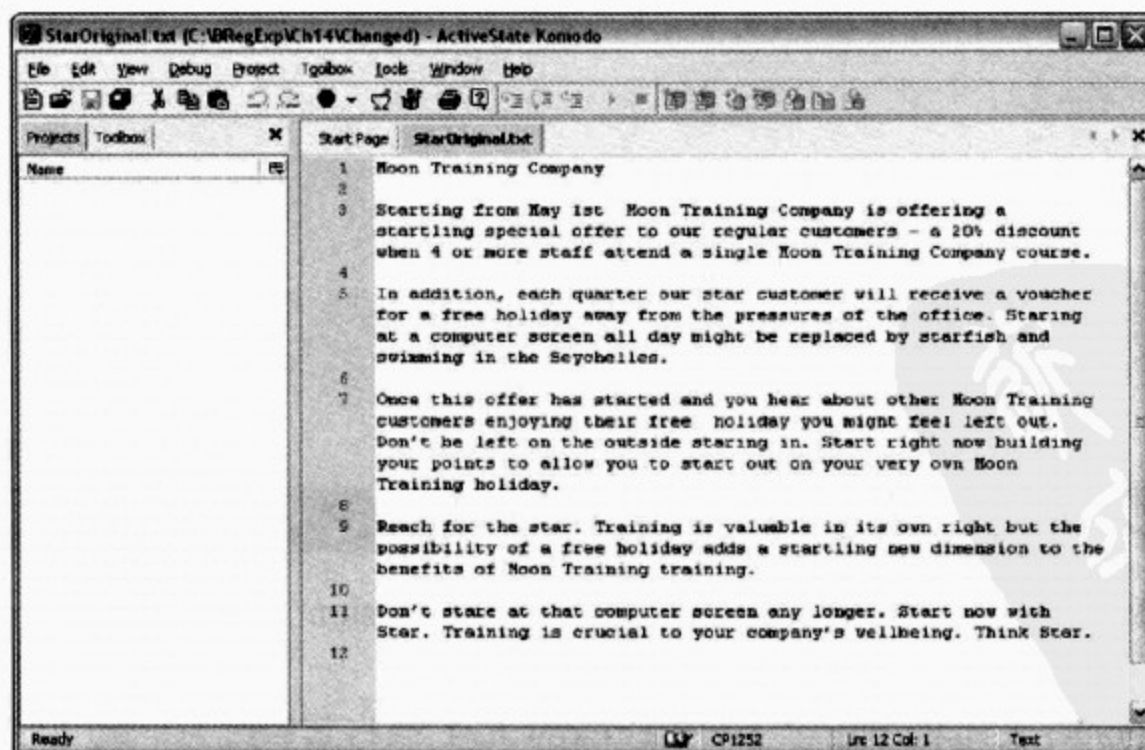 StarOriginal.txt (C:\BRegExp\Ch14\Changed) - ActiveState Komodo
File Edit View Debug Project Toolbox Tools Window Help
Projects Toolbox Start Page StarOriginal.txt
Name
1 Moon Training Company
2
3 Starting from May 1st Moon Training Company is offering a
startling special offer to our regular customers - a 20% discount
when 4 or more staff attend a single Moon Training Company course.
4
5 In addition, each quarter our star customer will receive a voucher
for a free holiday away from the pressures of the office. Staring
at a computer screen all day might be replaced by starfish and
swimming in the Seychelles.
6
7 Once this offer has started and you hear about other Moon Training
customers enjoying their free holiday you might feel left out.
Don't be left on the outside staring in. Start right now building
your points to allow you to start out on your very own Moon
Training holiday.
8
9 Reach for the star. Training is valuable in its own right but the
possibility of a free holiday adds a startling new dimension to the
benefits of Moon Training training.
10
11 Don't stare at that computer screen any longer. Start now with
Star. Training is crucial to your company's wellbeing. Think Star.
12
Ready CP1252 Ln: 12 Col: 1 Text